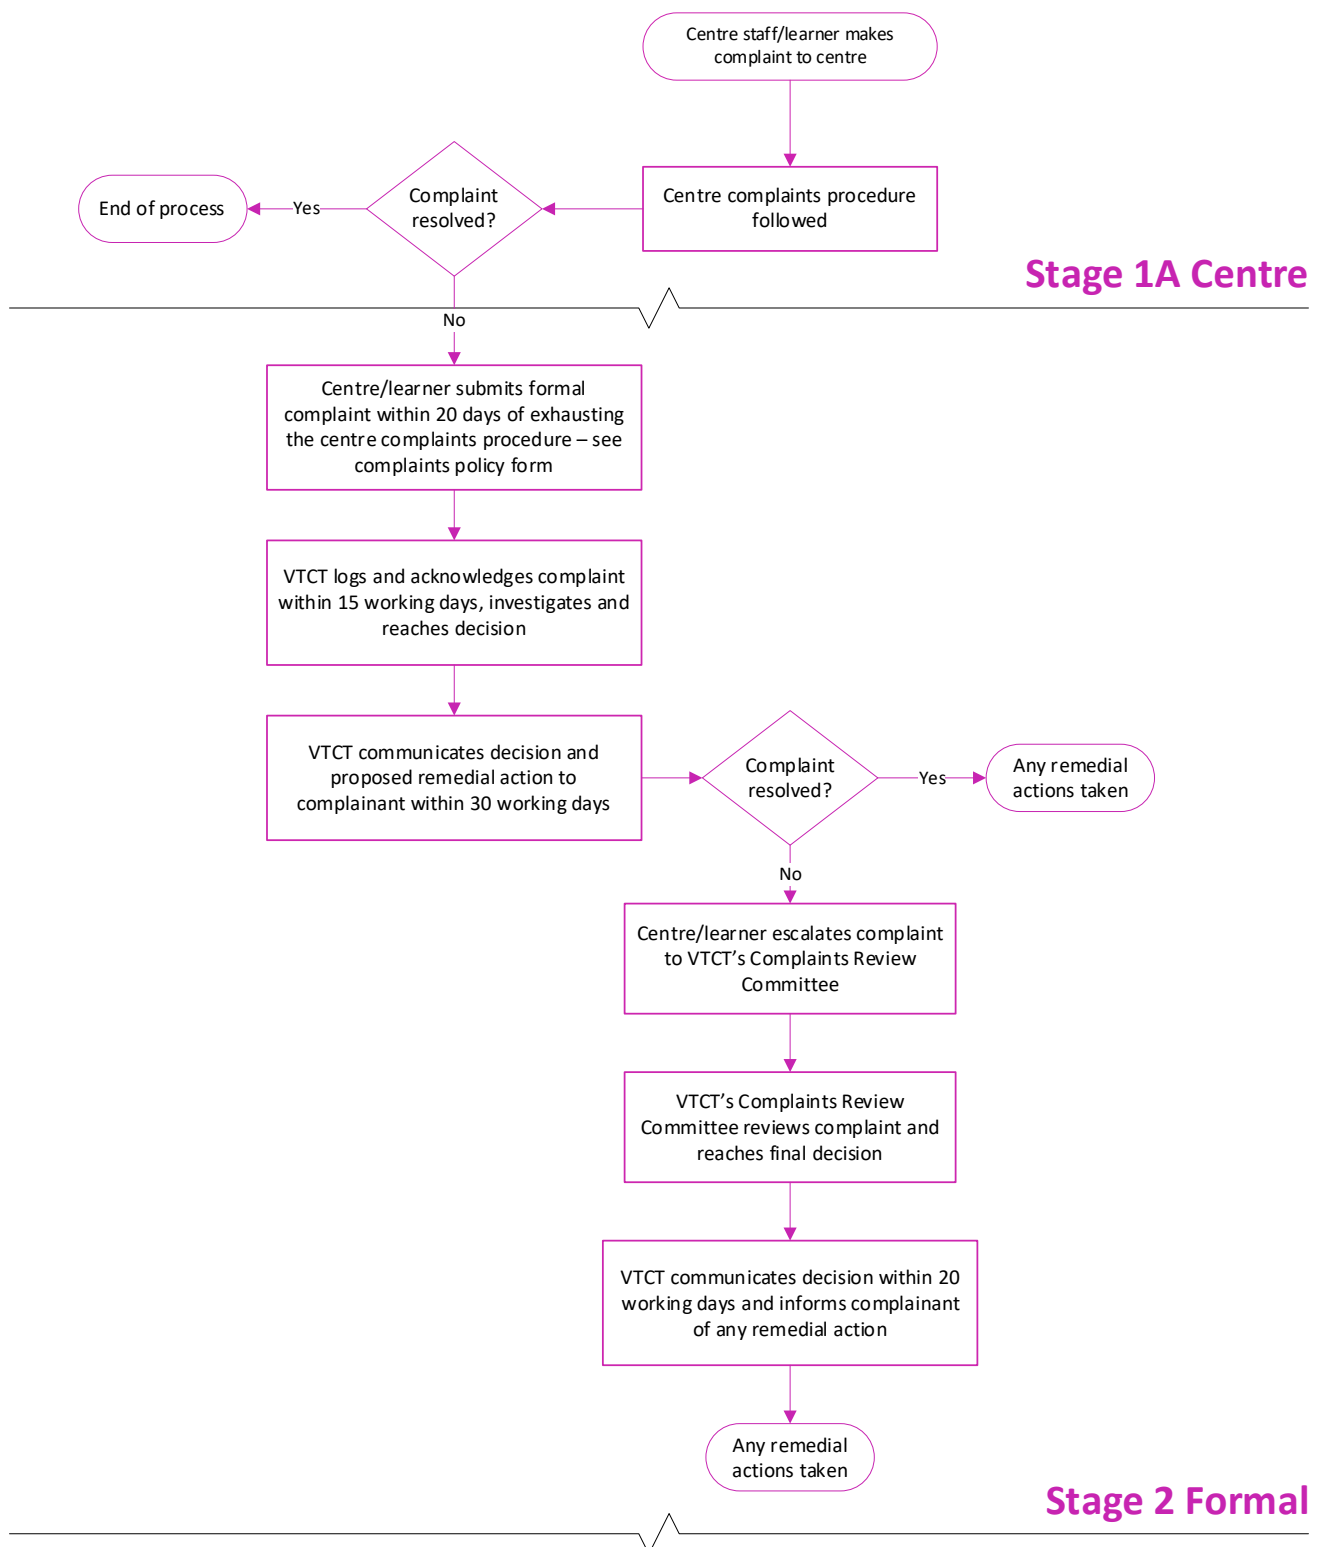 Centre staff/learner makes
complaint to centre
Centre complaints procedure
followed
Complaint
resolved?
Yes
End of process
Stage 1A Centre
No
Centre/learner submits formal
complaint within 20 days of exhausting
the centre complaints procedure – see
complaints policy form
VTCT logs and acknowledges complaint
within 15 working days, investigates and
reaches decision
VTCT communicates decision and
proposed remedial action to
complainant within 30 working days
Complaint
resolved?
Yes
Any remedial
actions taken
No
Centre/learner escalates complaint
to VTCT’s Complaints Review
Committee
VTCT’s Complaints Review
Committee reviews complaint and
reaches final decision
VTCT communicates decision within 20
working days and informs complainant
of any remedial action
Any remedial
actions taken
Stage 2 Formal